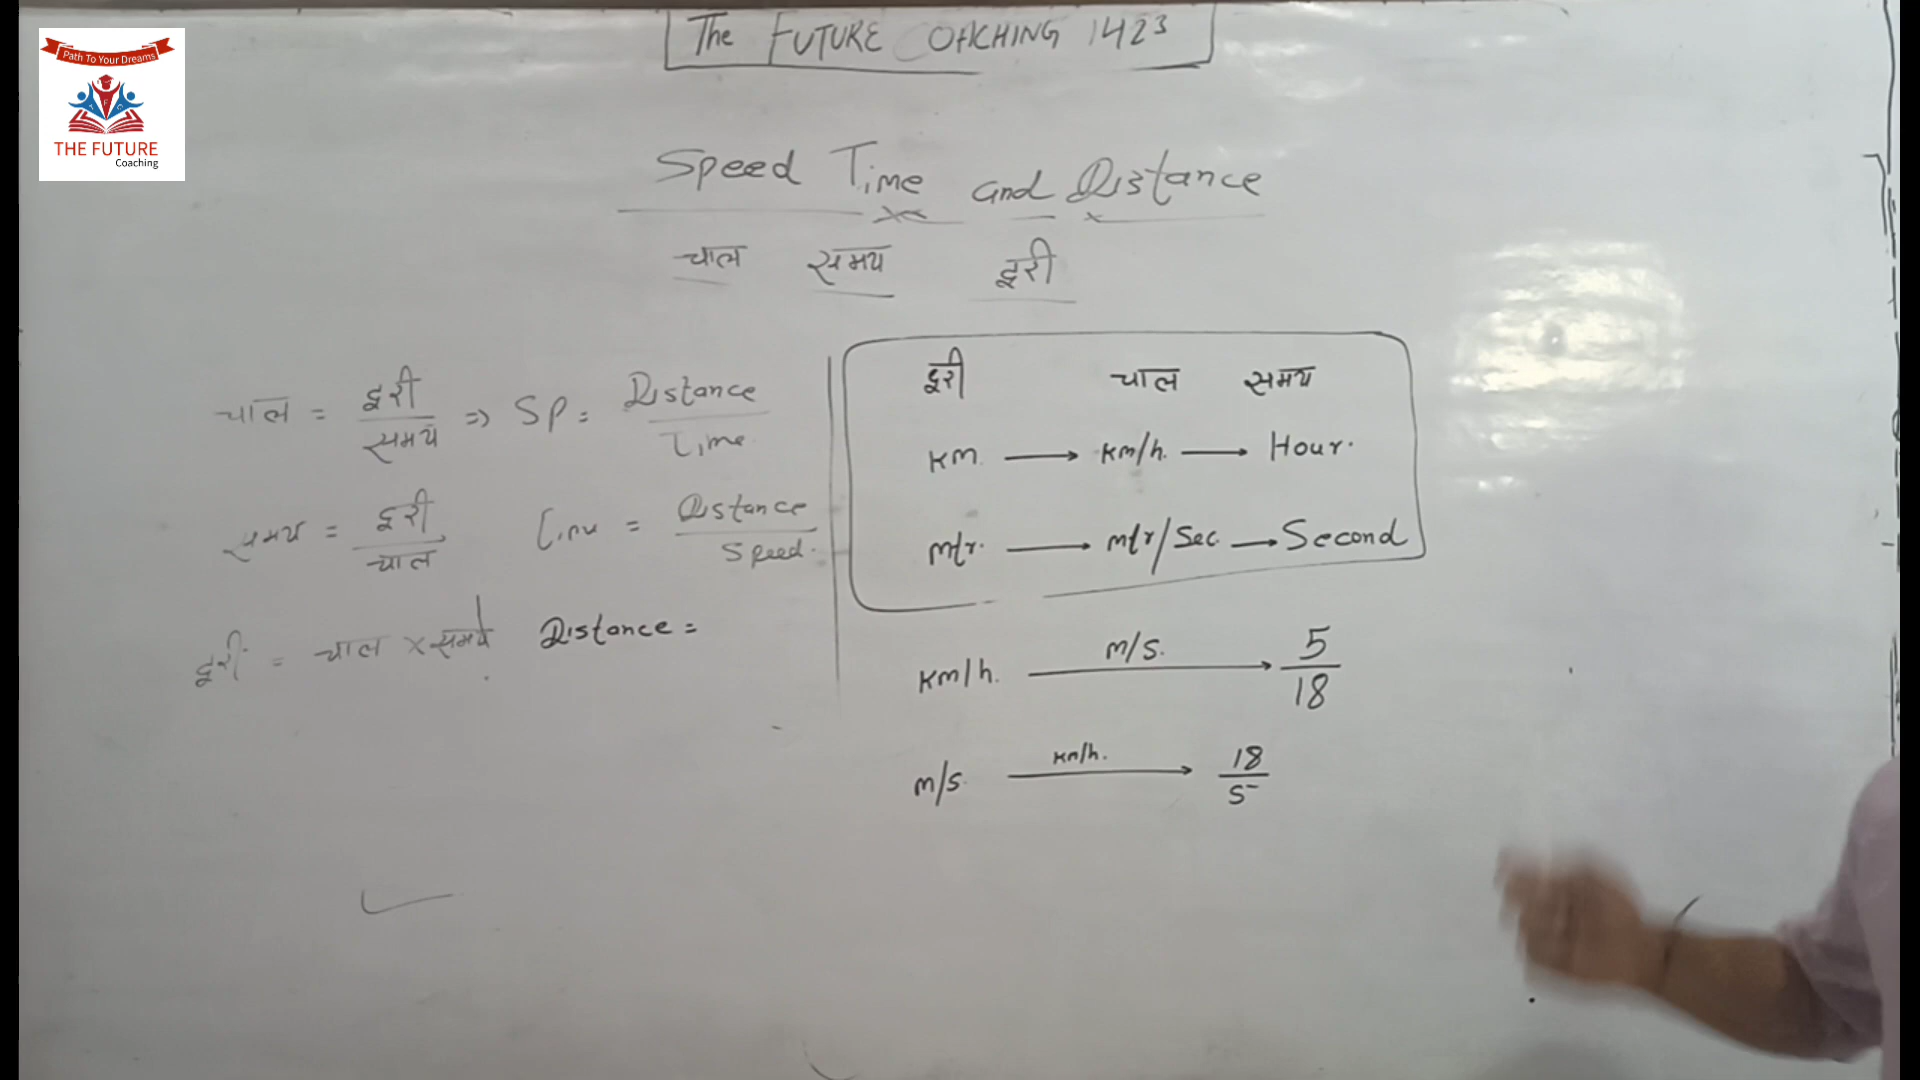 The FUTURE COACHING 1423
Path To Your Dreams
TFC
THE FUTURE
Coaching
Speed Time and Distance
चाल समय दूरी
चाल = दूरी / समय => SP = Distance / Time
समय = दूरी / चाल Time = Distance / Speed.
दूरी = चाल × समय Distance =
दूरी चाल समय
KM. → KM/h. → Hour.
Mtr. → Mtr/Sec. → Second
KM/h. M/S. → 5/18
M/S. KM/h. → 18/5